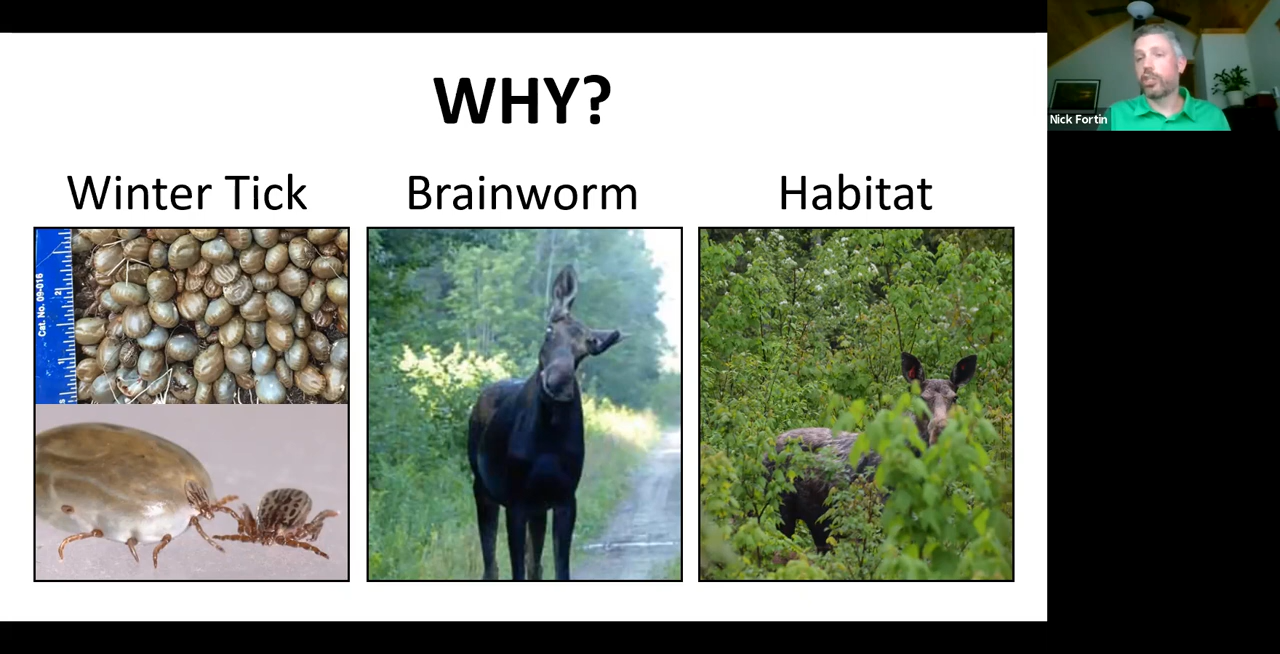 WHY?
Winter Tick
Brainworm
Habitat
Cat. No. 09-016
Nick Fortin